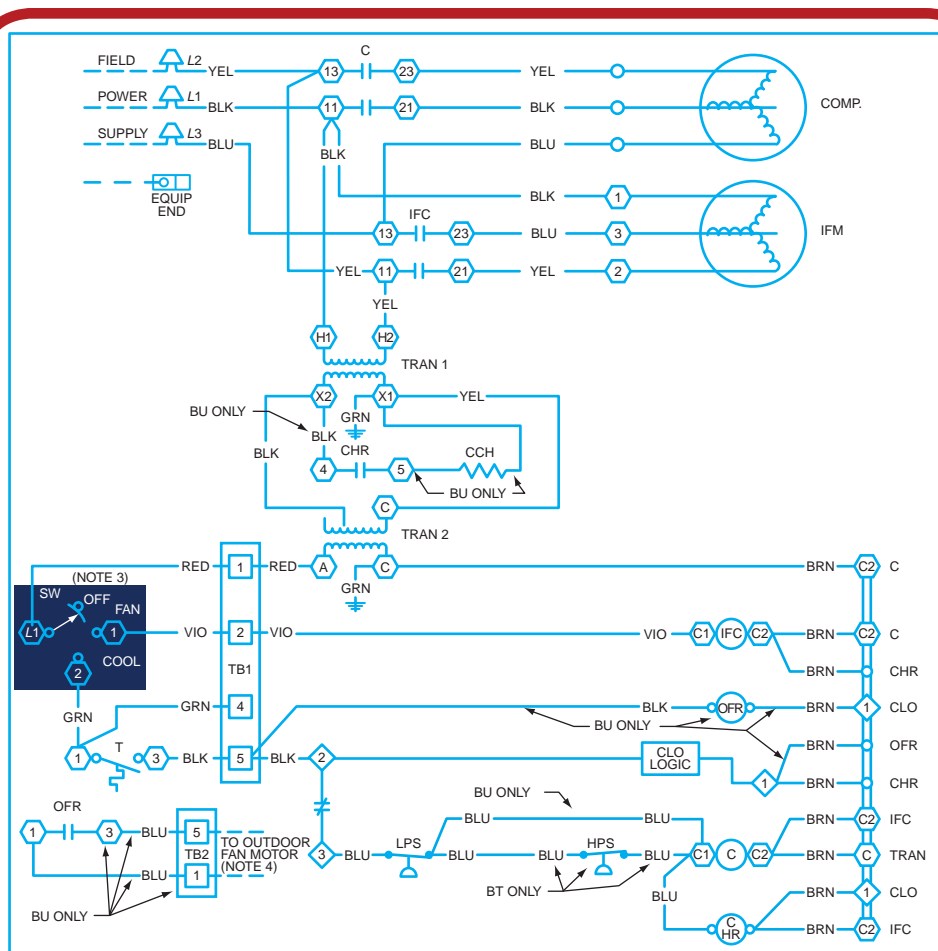 C
FIELD L2 YEL 13 23 YEL
POWER L1 BLK 11 21 BLK COMP.
SUPPLY L3 BLU BLK BLU
EQUIP END
BLK 1
IFC
13 23 BLU 3 IFM
YEL 11 21 YEL 2
YEL
H1 H2
TRAN 1
X2 X1 YEL
BU ONLY GRN
BLK
BLK CHR CCH
4 5
BU ONLY
C
TRAN 2
RED 1 RED A C BRN C2 C
(NOTE 3) GRN
SW OFF FAN
L1 1 VIO 2 VIO VIO C1 IFC C2 BRN C2 C
COOL
2 TB1 BRN CHR
GRN GRN 4 BLK OFR BRN 1 CLO
BU ONLY
T BRN OFR
1 3 BLK 5 BLK 2 CLO LOGIC 1 BRN CHR
BU ONLY
OFR
1 3 BLU 5 BLU BLU BRN C2 IFC
TO OUTDOOR FAN MOTOR (NOTE 4)
TB2 3 BLU LPS BLU BLU HPS BLU C1 C C2 BRN C TRAN
BLU 1 BT ONLY BLU
BU ONLY BRN 1 CLO
C HR BRN C2 IFC